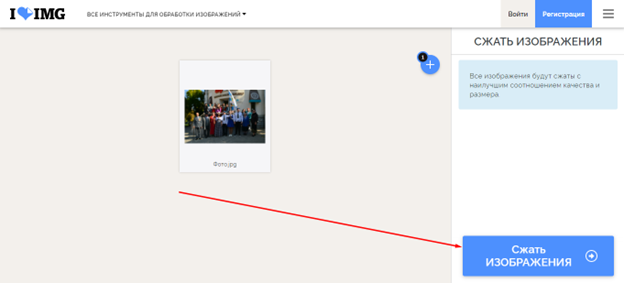 I IMG
ВСЕ ИНСТРУМЕНТЫ ДЛЯ ОБРАБОТКИ ИЗОБРАЖЕНИЙ
Войти
Регистрация
1
Фото.jpg
СЖАТЬ ИЗОБРАЖЕНИЯ
Все изображения будут сжаты с
наилучшим соотношением качества и
размера
Сжать
ИЗОБРАЖЕНИЯ